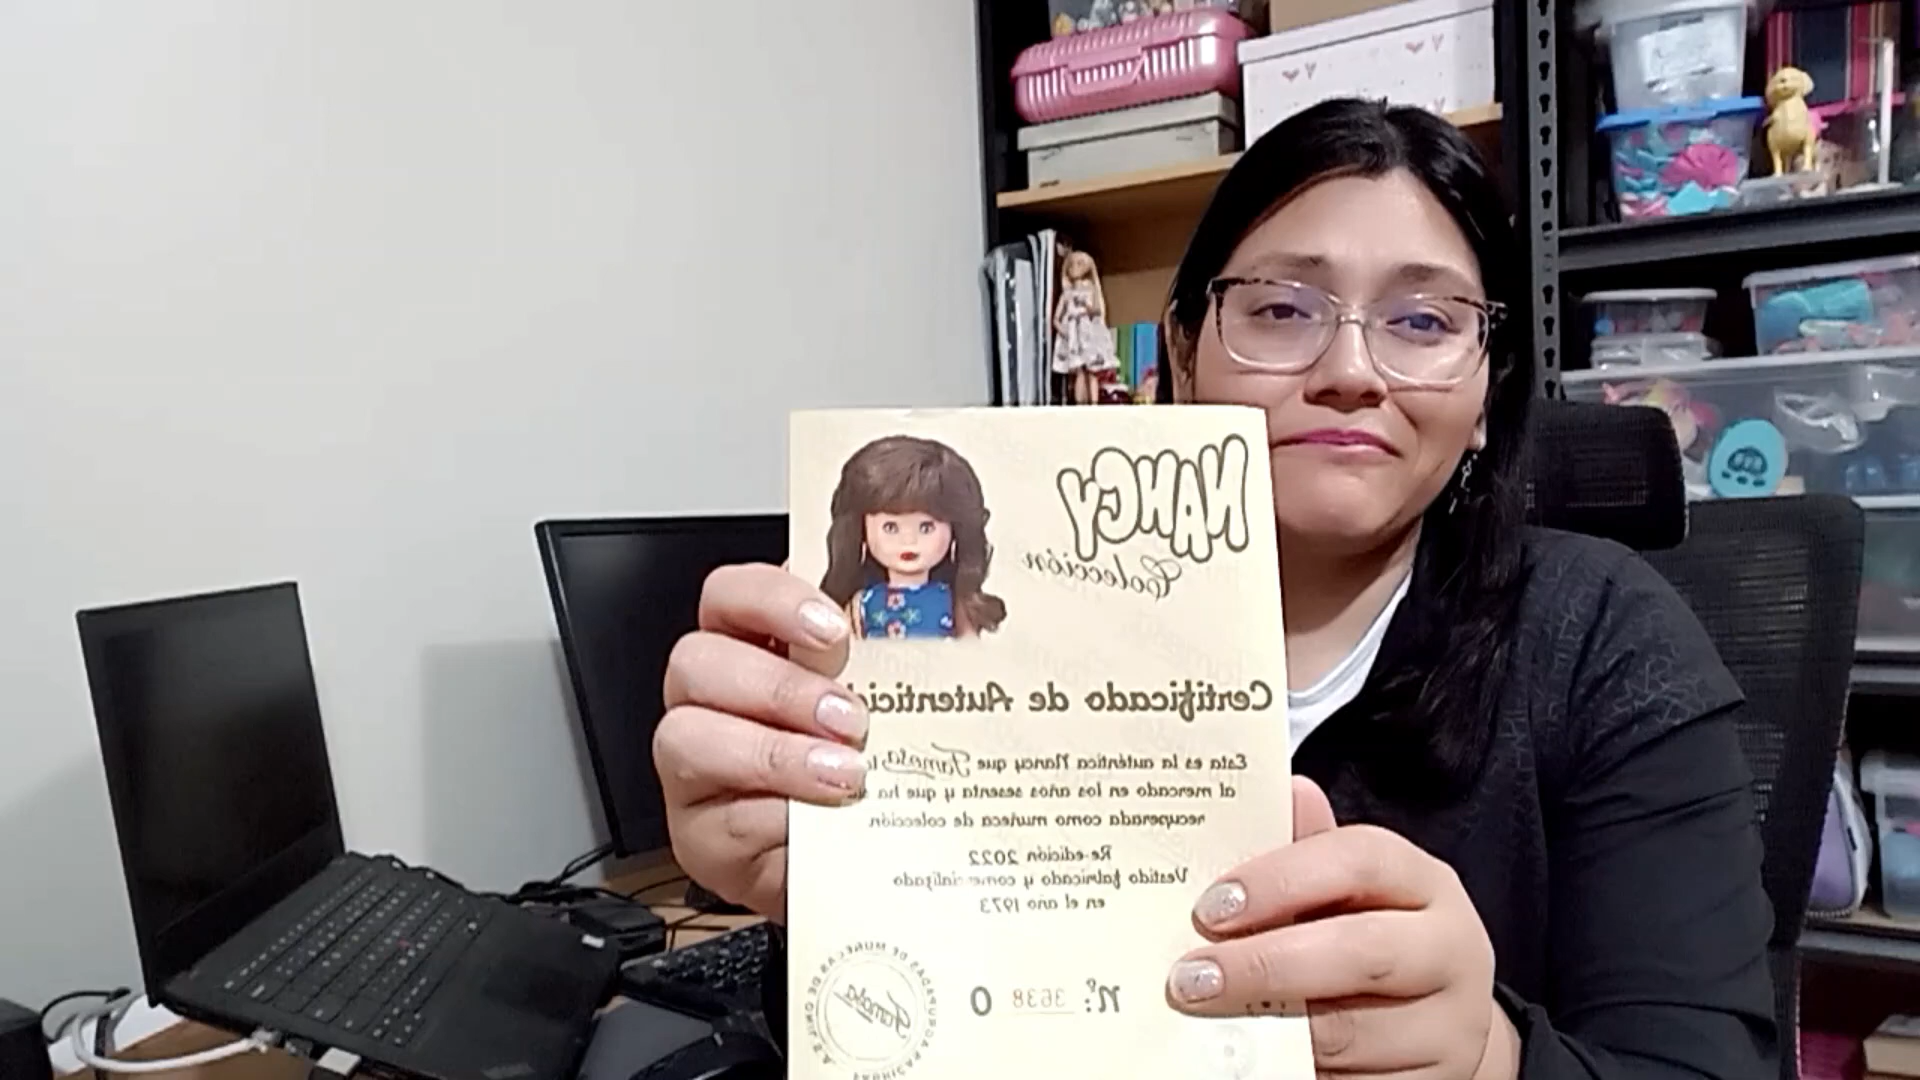 NANCY
Colección
Certificado de Autentici
Esta es la auténtica Nancy que Famosa
al mercado en los años sesenta y que ha
recuperada como muñeca de colección
Re-edición 2022
Vestido fabricado y comercializado
en el año 1973
Nº: 3638 O
Famosa